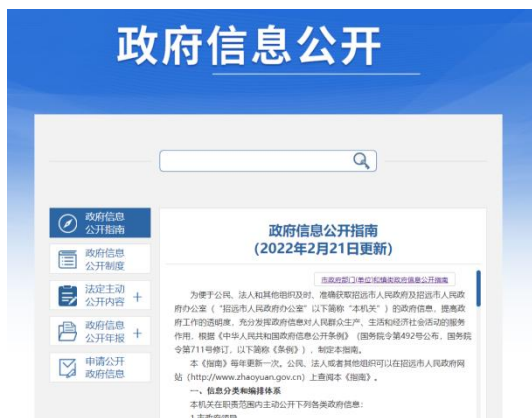 政府信息公开
政府信息
公开指南
政府信息
公开制度
法定主动
公开内容 +
政府信息
公开年报 +
申请公开
政府信息
政府信息公开指南
(2022年2月21日更新)
市政府部门(单位)和镇街政府信息公开指南
为便于公民、法人和其他组织及时、准确获取招远市人民政府及招远市人民政
府办公室（“招远市人民政府办公室”以下简称“本机关”）的政府信息，提高政
府工作的透明度，充分发挥政府信息对人民群众生产、生活和经济社会活动的服务
作用，根据《中华人民共和国政府信息公开条例》（国务院令第492号公布，国务院
令第711号修订，以下简称《条例》），制定本指南。
本《指南》每年更新一次。公民、法人或者其他组织可以在招远市人民政府网
站（http://www.zhaoyuan.gov.cn）上查阅本《指南》。
一、信息分类和编排体系
本机关在职责范围内主动公开下列各类政府信息：